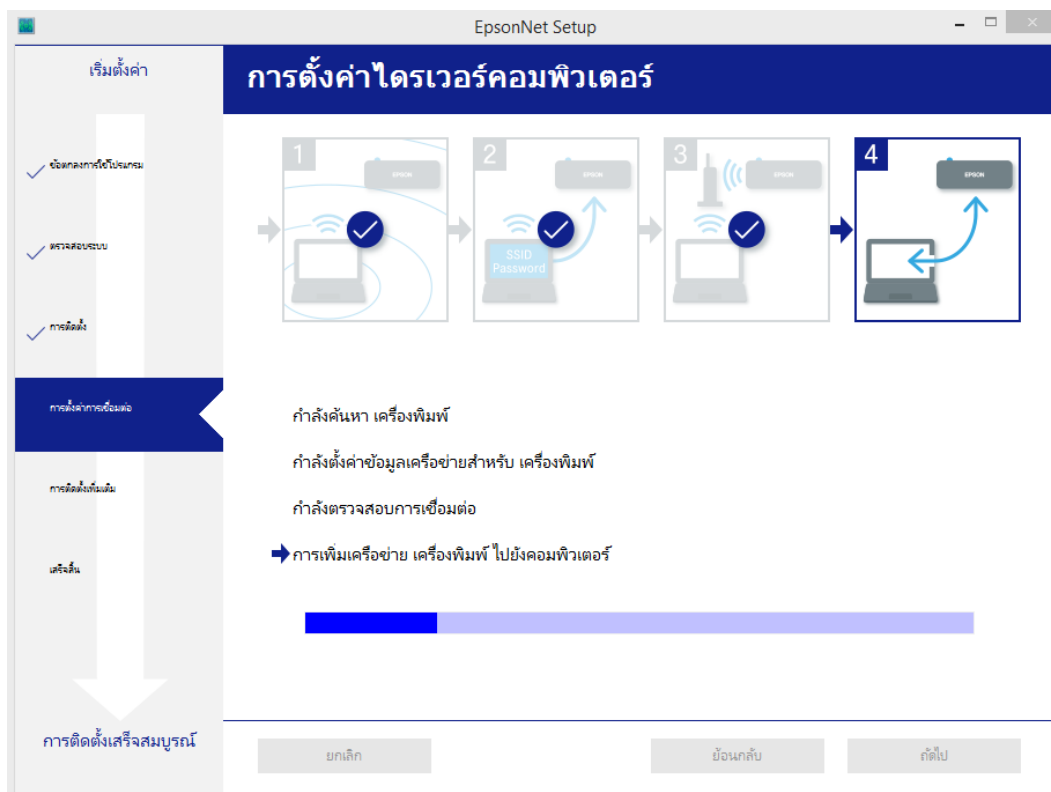 EpsonNet Setup
เริ่มตั้งค่า
การตั้งค่าไดรเวอร์คอมพิวเตอร์
ข้อตกลงการใช้โปรแกรม
ตรวจสอบระบบ
การติดตั้ง
การตั้งค่าการเชื่อมต่อ
การติดตั้งเพิ่มเติม
เสร็จสิ้น
การติดตั้งเสร็จสมบูรณ์
1
EPSON
2
EPSON
SSID
Password
3
EPSON
4
EPSON
กำลังค้นหา เครื่องพิมพ์
กำลังตั้งค่าข้อมูลเครือข่ายสำหรับ เครื่องพิมพ์
กำลังตรวจสอบการเชื่อมต่อ
การเพิ่มเครือข่าย เครื่องพิมพ์ ไปยังคอมพิวเตอร์
ยกเลิก
ย้อนกลับ
ถัดไป